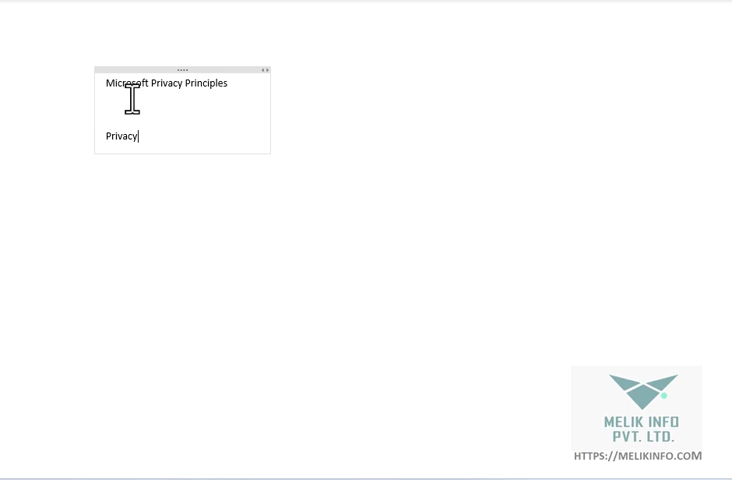 Microsoft Privacy Principles
Privacy
MELIK INFO
PVT. LTD.
HTTPS://MELIKINFO.COM